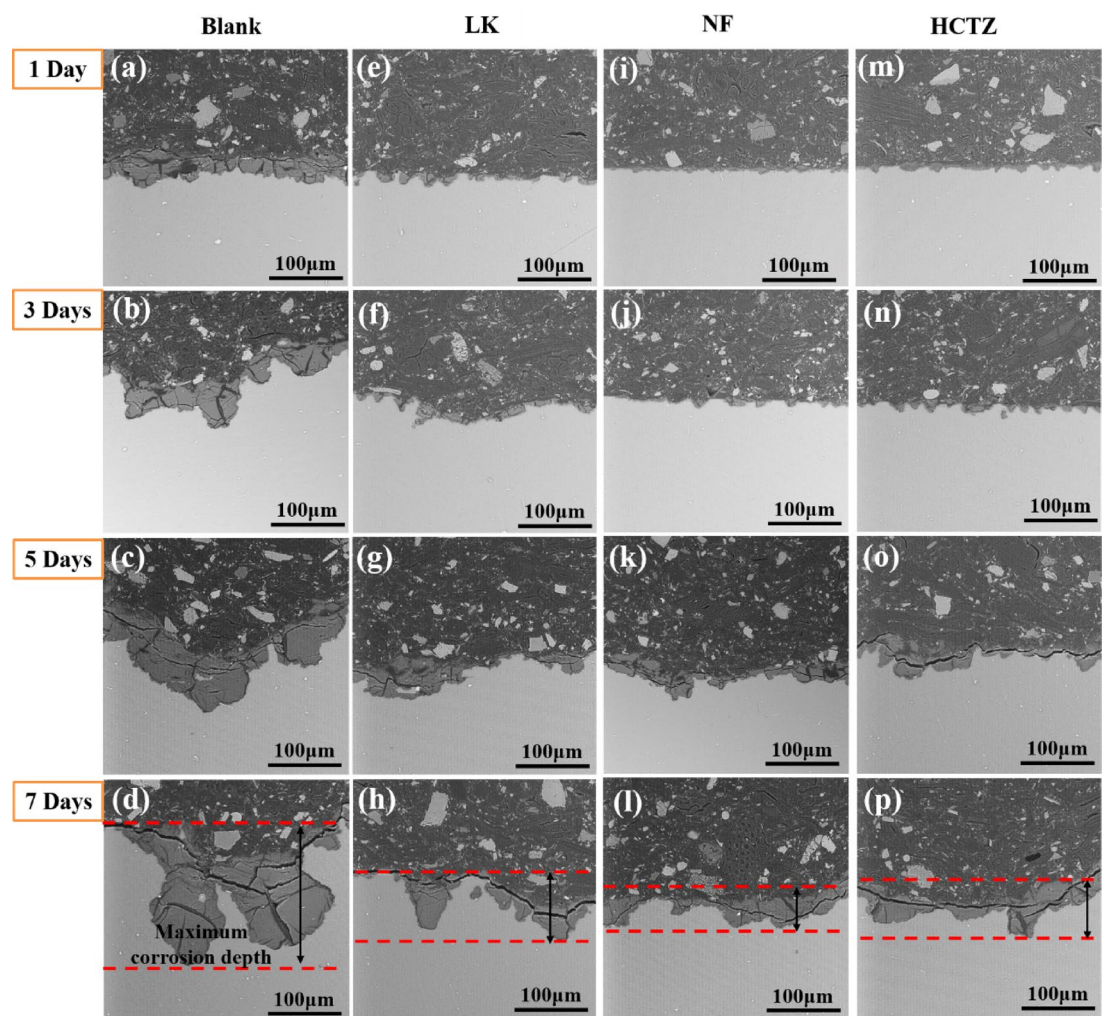 Blank LK NF HCTZ
1 Day (a) (e) (i) (m)
100μm 100μm 100μm 100μm
3 Days (b) (f) (j) (n)
100μm 100μm 100μm 100μm
5 Days (c) (g) (k) (o)
100μm 100μm 100μm 100μm
7 Days (d) (h) (l) (p)
Maximum
corrosion depth
100μm 100μm 100μm 100μm